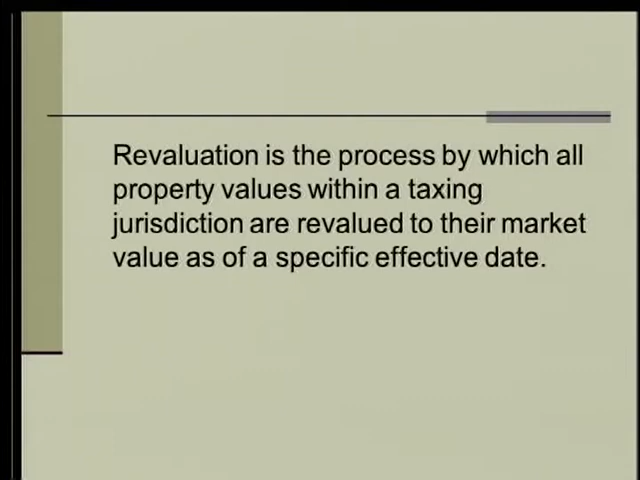 Revaluation is the process by which all
property values within a taxing
jurisdiction are revalued to their market
value as of a specific effective date.